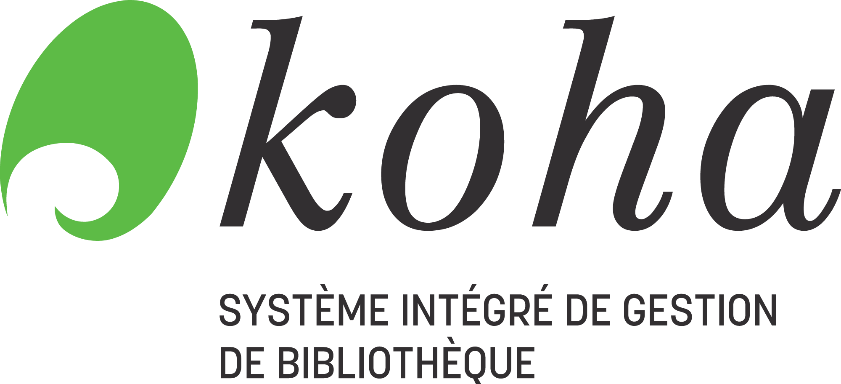 koha
SYSTÈME INTÉGRÉ DE GESTION
DE BIBLIOTHÈQUE